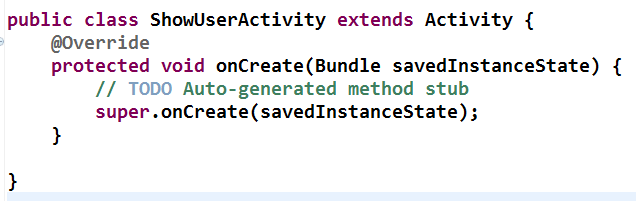 public class ShowUserActivity extends Activity {
    @Override
    protected void onCreate(Bundle savedInstanceState) {
        // TODO Auto-generated method stub
        super.onCreate(savedInstanceState);
    }
}